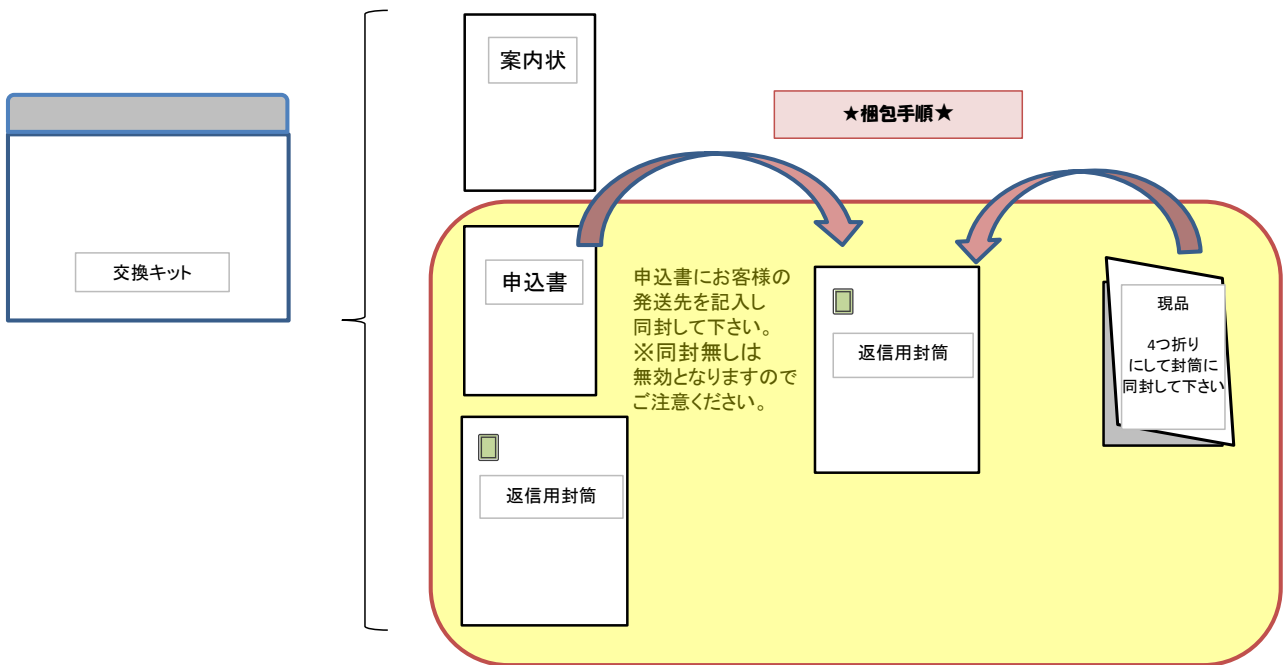 案内状
★梱包手順★
交換キット
申込書
申込書にお客様の
発送先を記入し
同封して下さい。
※同封無しは
無効となりますので
ご注意ください。
返信用封筒
現品
4つ折り
にして封筒に
同封して下さい
返信用封筒